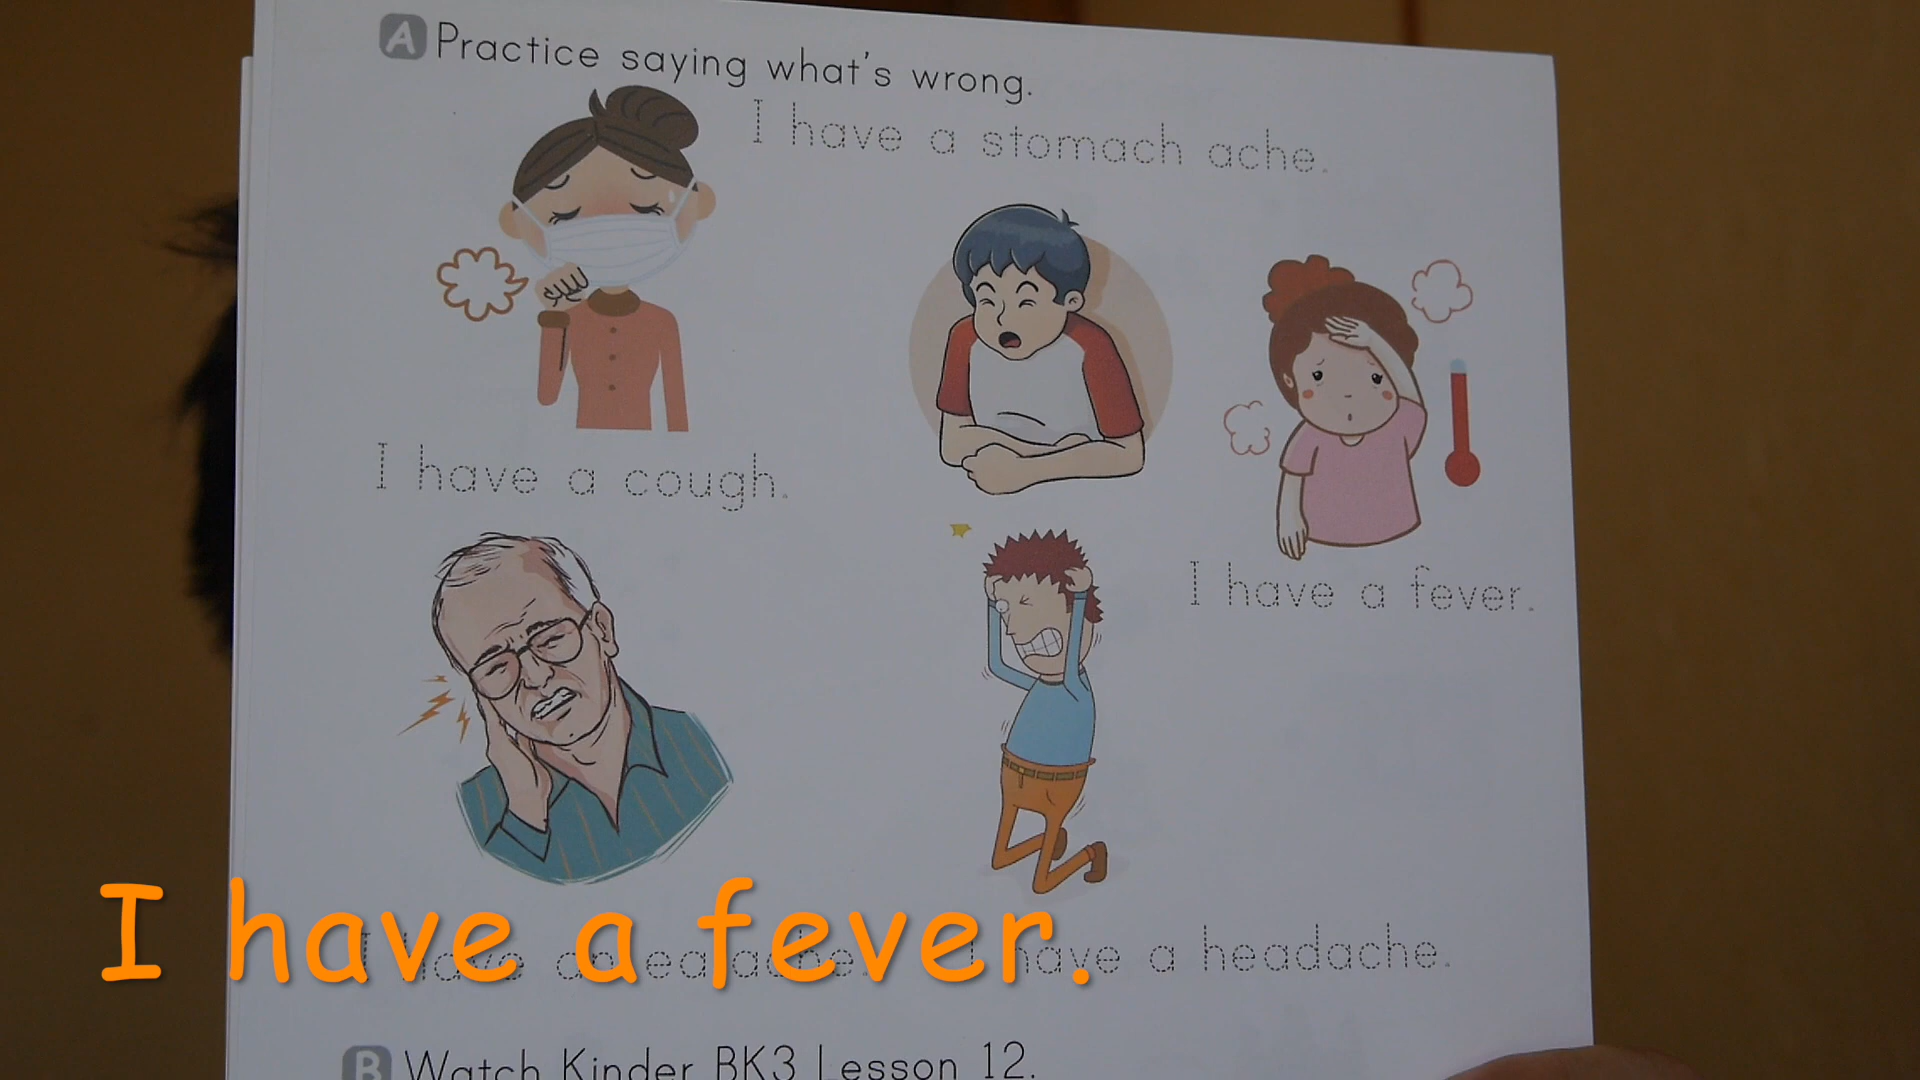 A Practice saying what's wrong.
I have a stomach ache.
I have a cough.
I have a fever.
I have a fever.
have a headache.
B Watch Kinder BK3 Lesson 12.